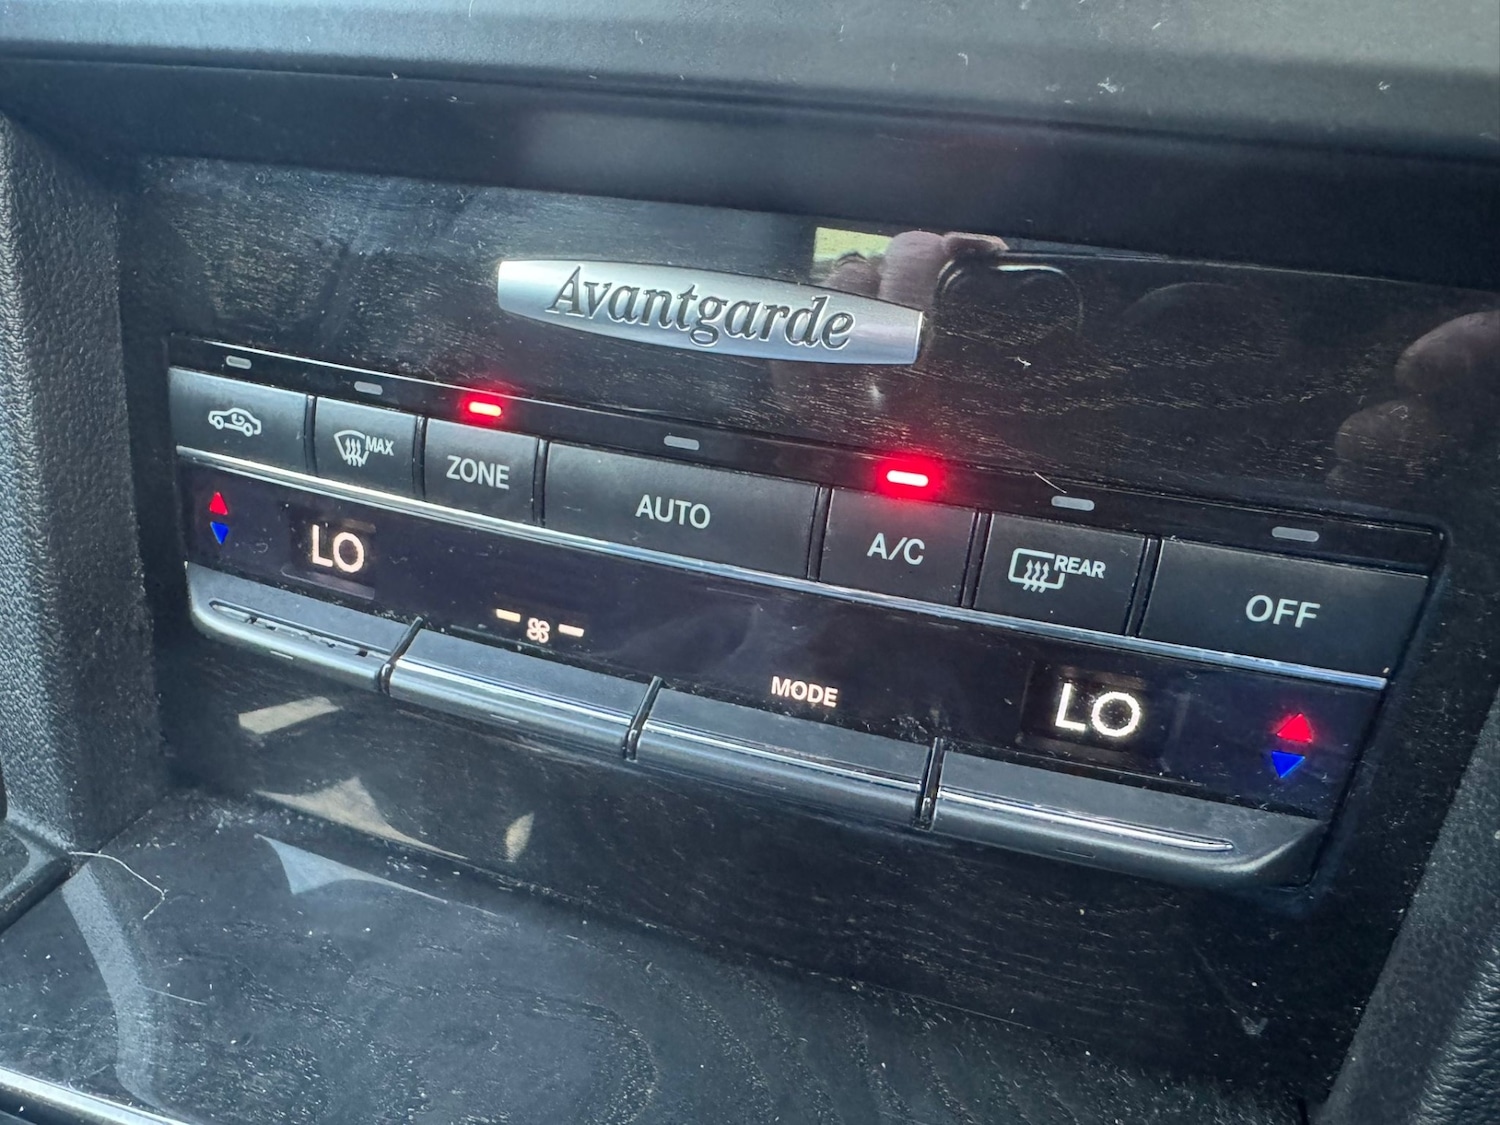 Avantgarde
MAX
ZONE
AUTO
A/C
REAR
OFF
LO
MODE
LO